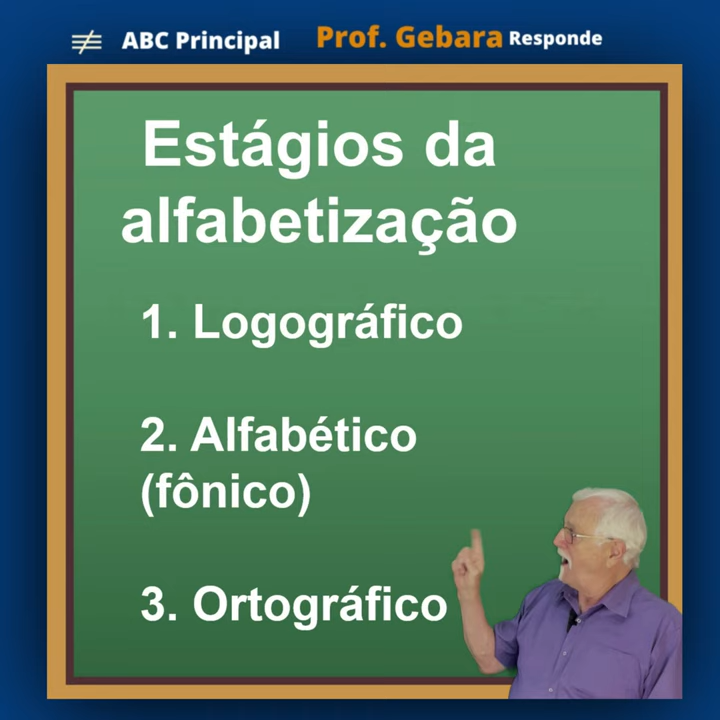 ABC Principal Prof. Gebara Responde
Estágios da
alfabetização
1. Logográfico
2. Alfabético
(fônico)
3. Ortográfico